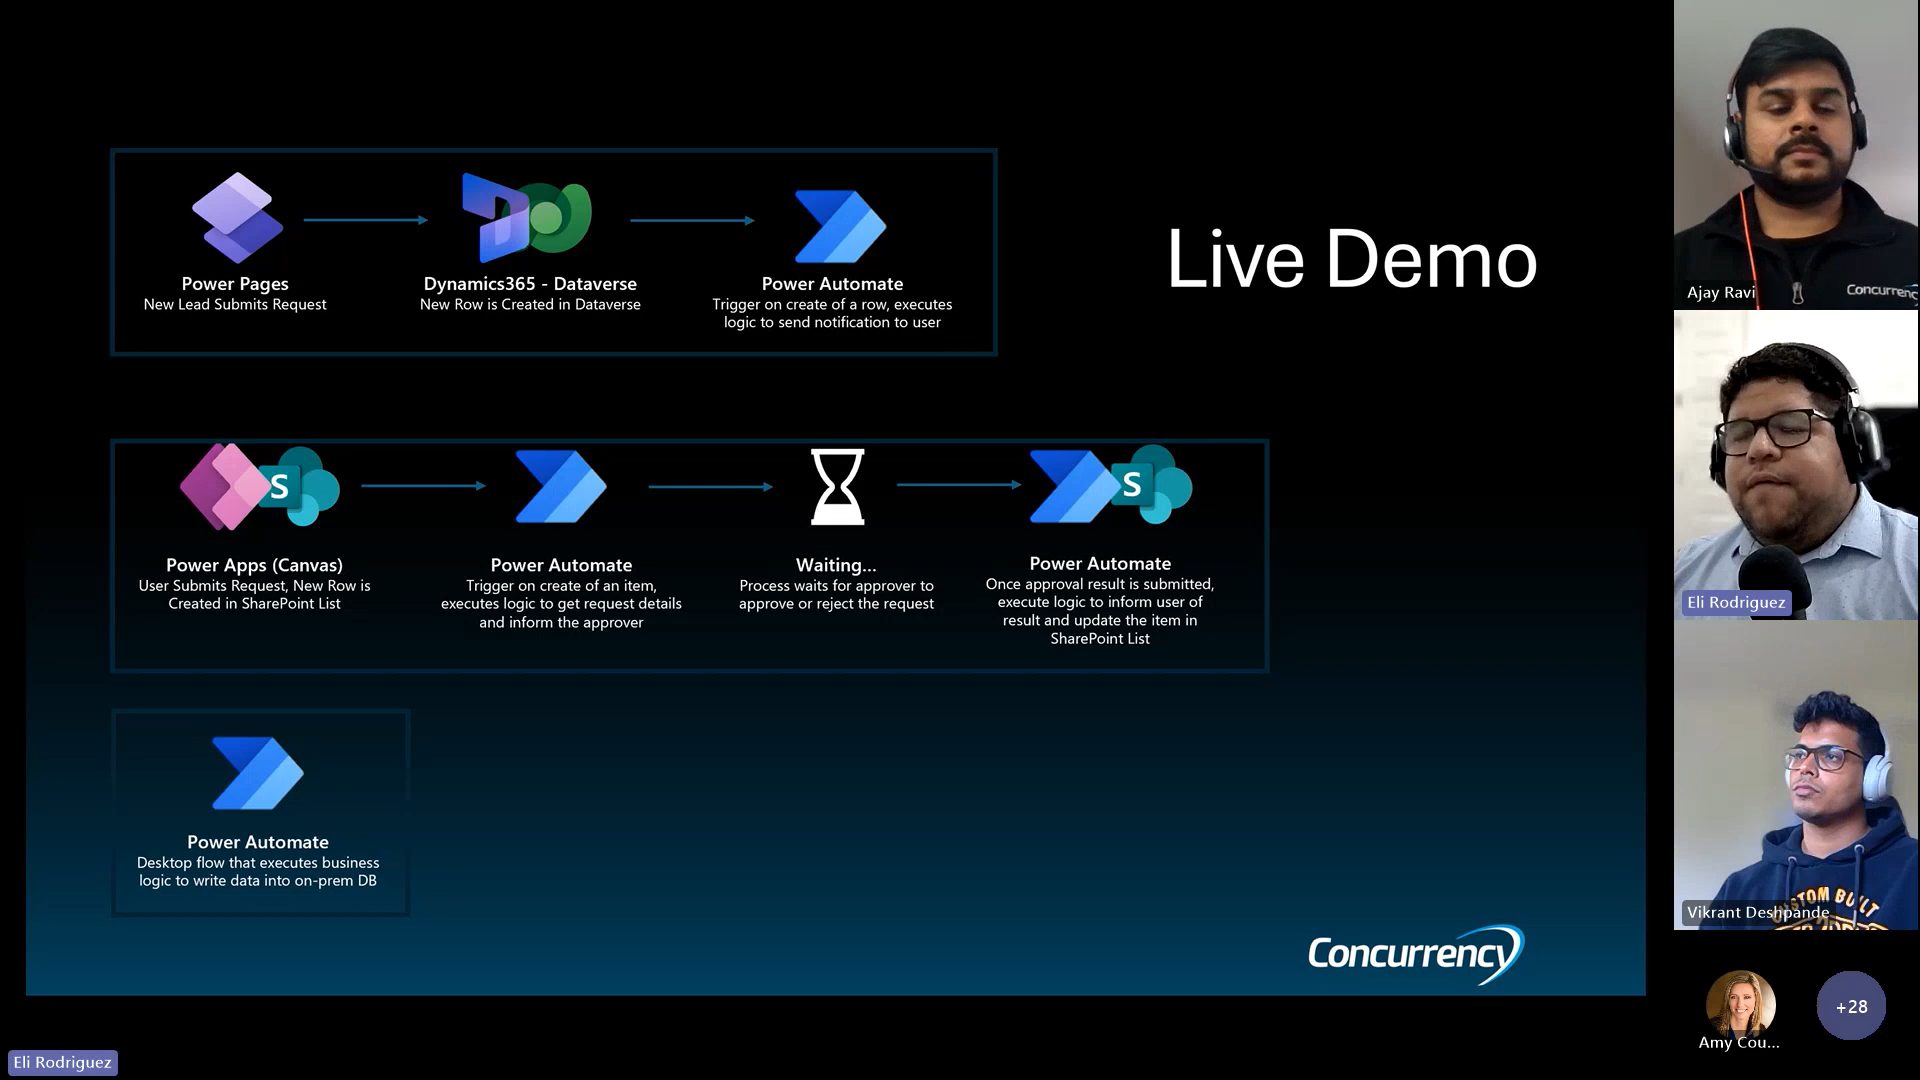 Live Demo
Power Pages
New Lead Submits Request
Dynamics365 - Dataverse
New Row is Created in Dataverse
Power Automate
Trigger on create of a row, executes
logic to send notification to user
S
S
Power Apps (Canvas)
User Submits Request, New Row is
Created in SharePoint List
Power Automate
Trigger on create of an item,
executes logic to get request details
and inform the approver
Waiting...
Process waits for approver to
approve or reject the request
Power Automate
Once approval result is submitted,
execute logic to inform user of
result and update the item in
SharePoint List
Power Automate
Desktop flow that executes business
logic to write data into on-prem DB
Concurrency
Eli Rodriguez
Concurrenc
Ajay Ravi
Eli Rodriguez
CUSTOM BUILT
Vikrant Deshpande
Amy Cou...
+28